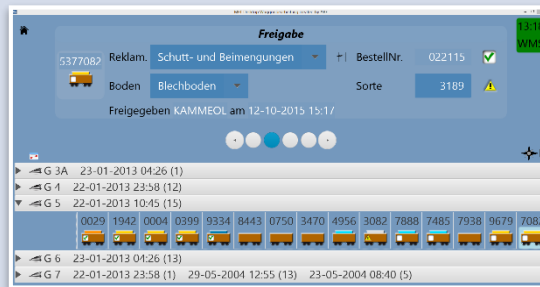 Freigabe
13:18
WMS
5377082
Reklam. Schutt- und Beimengungen BestellNr. 022115
Boden Blechboden Sorte 3189
Freigegeben KAMMEOL am 12-10-2015 15:17
G 3A 23-01-2013 04:26 (1)
G 4 22-01-2013 23:58 (12)
G 5 22-01-2013 10:45 (15)
0029 1942 0004 0399 9334 8443 0750 3470 4956 3082 7888 7485 7938 9679 7082
G 6 23-01-2013 04:26 (13)
G 7 22-01-2013 23:58 (1) 29-05-2004 12:55 (13) 23-05-2004 08:40 (5)